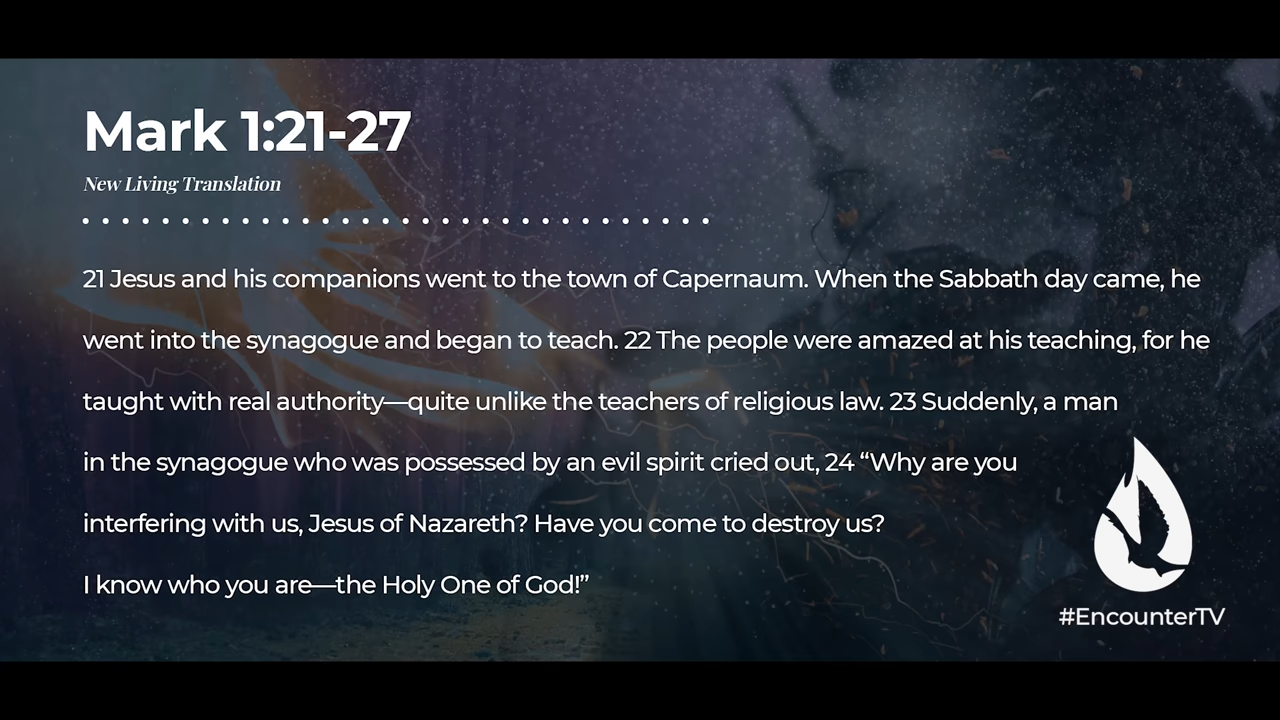 Mark 1:21-27
New Living Translation
21 Jesus and his companions went to the town of Capernaum. When the Sabbath day came, he
went into the synagogue and began to teach. 22 The people were amazed at his teaching, for he
taught with real authority—quite unlike the teachers of religious law. 23 Suddenly, a man
in the synagogue who was possessed by an evil spirit cried out, 24 “Why are you
interfering with us, Jesus of Nazareth? Have you come to destroy us?
I know who you are—the Holy One of God!”
#EncounterTV